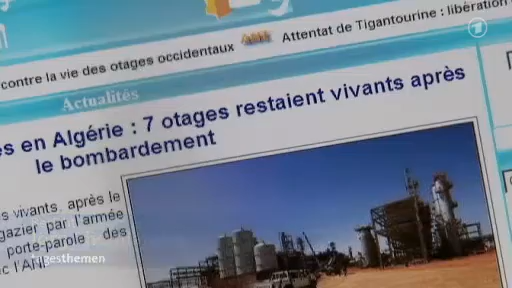 contre la vie des otages occidentaux ANI Attentat de Tigantourine : libération
Actualités
es en Algérie : 7 otages restaient vivants après
le bombardement
s vivants, après le
gazier par l'armée
porte-parole des
c l'ANI
tagesthemen